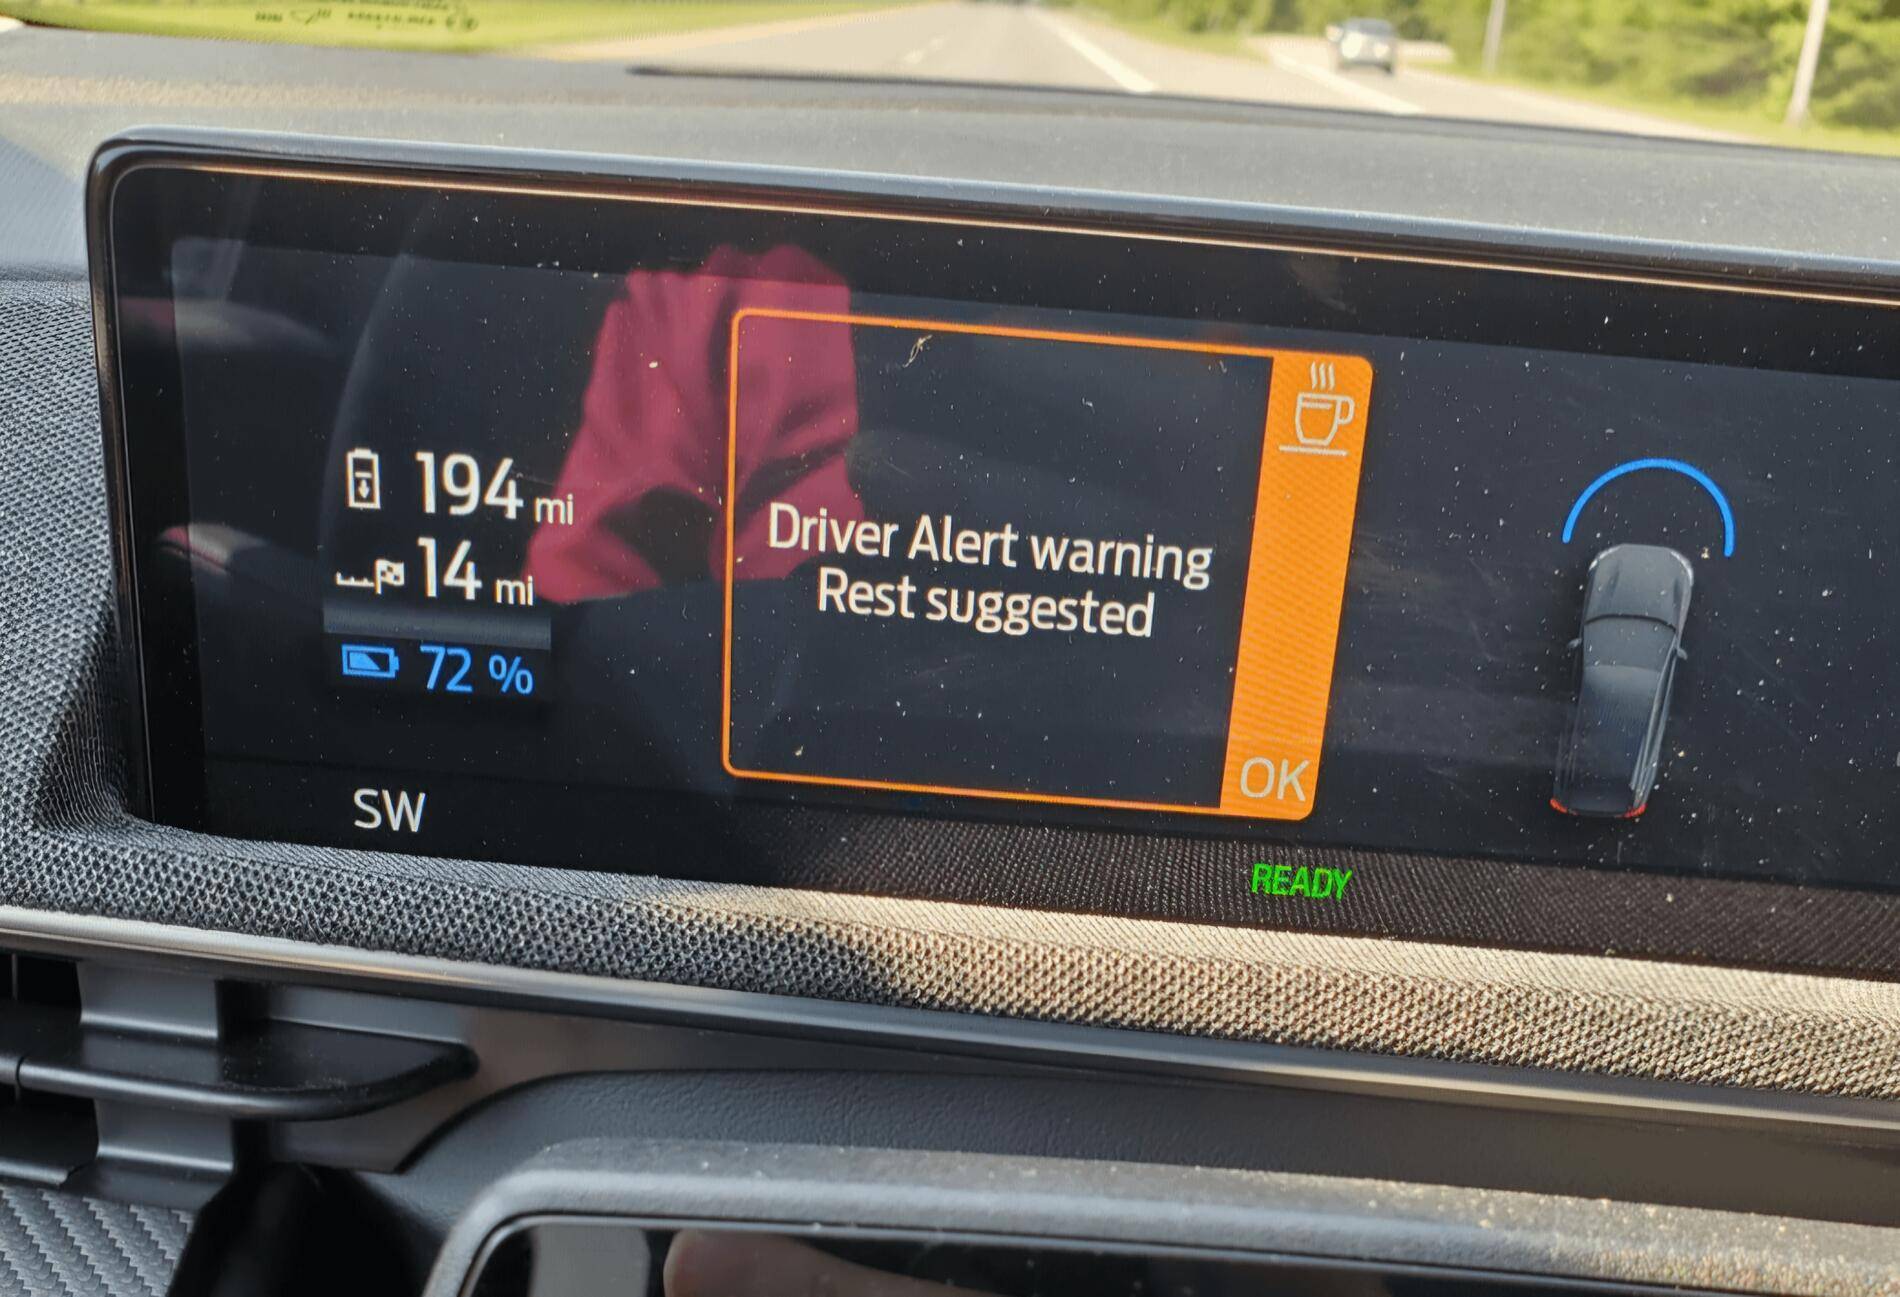 194 mi
14 mi
72 %
Driver Alert warning
Rest suggested
OK
SW
READY